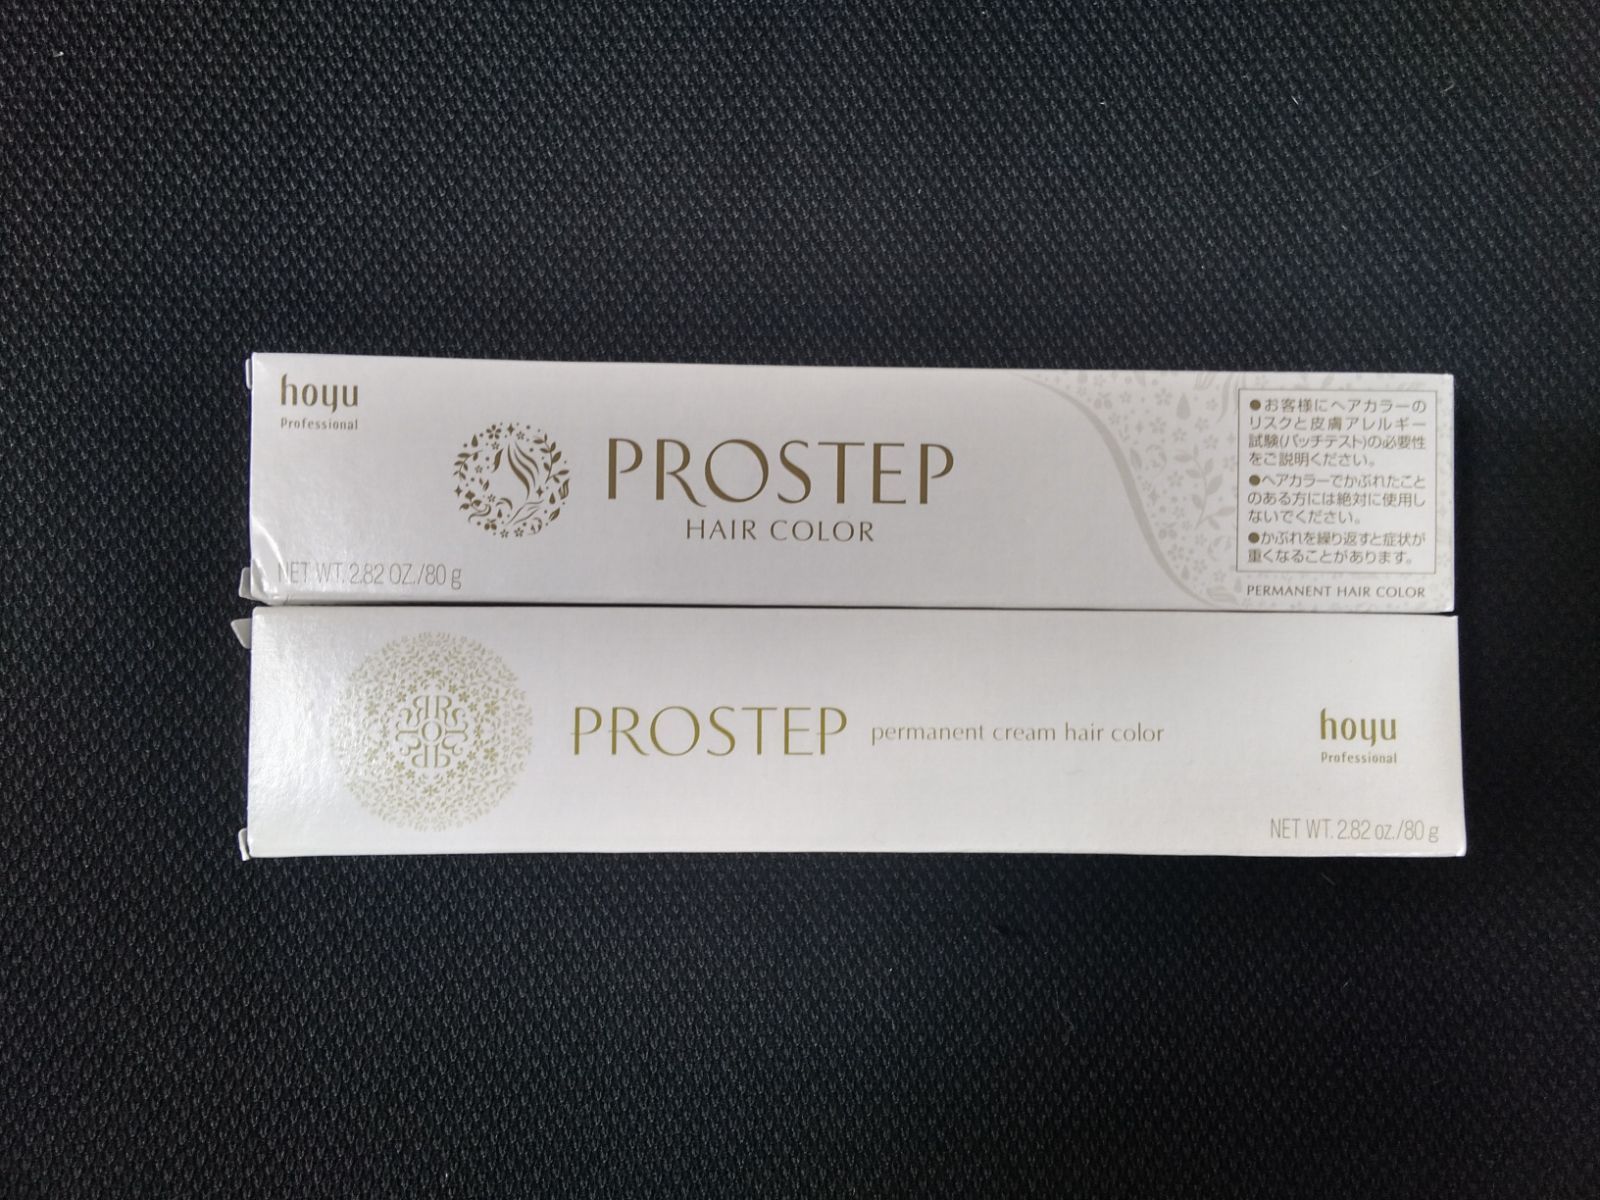 hoyu
Professional
PROSTEP
HAIR COLOR
NET WT. 2.82 OZ./80 g
●お客様にヘアカラーの
リスクと皮膚アレルギー
試験(パッチテスト)の必要性
をご説明ください。
●ヘアカラーでかぶれたこと
のある方には絶対に使用し
ないでください。
●かぶれを繰り返すと症状が
重くなることがあります。
PERMANENT HAIR COLOR
PROSTEP permanent cream hair color
hoyu
Professional
NET WT. 2.82 oz./80 g